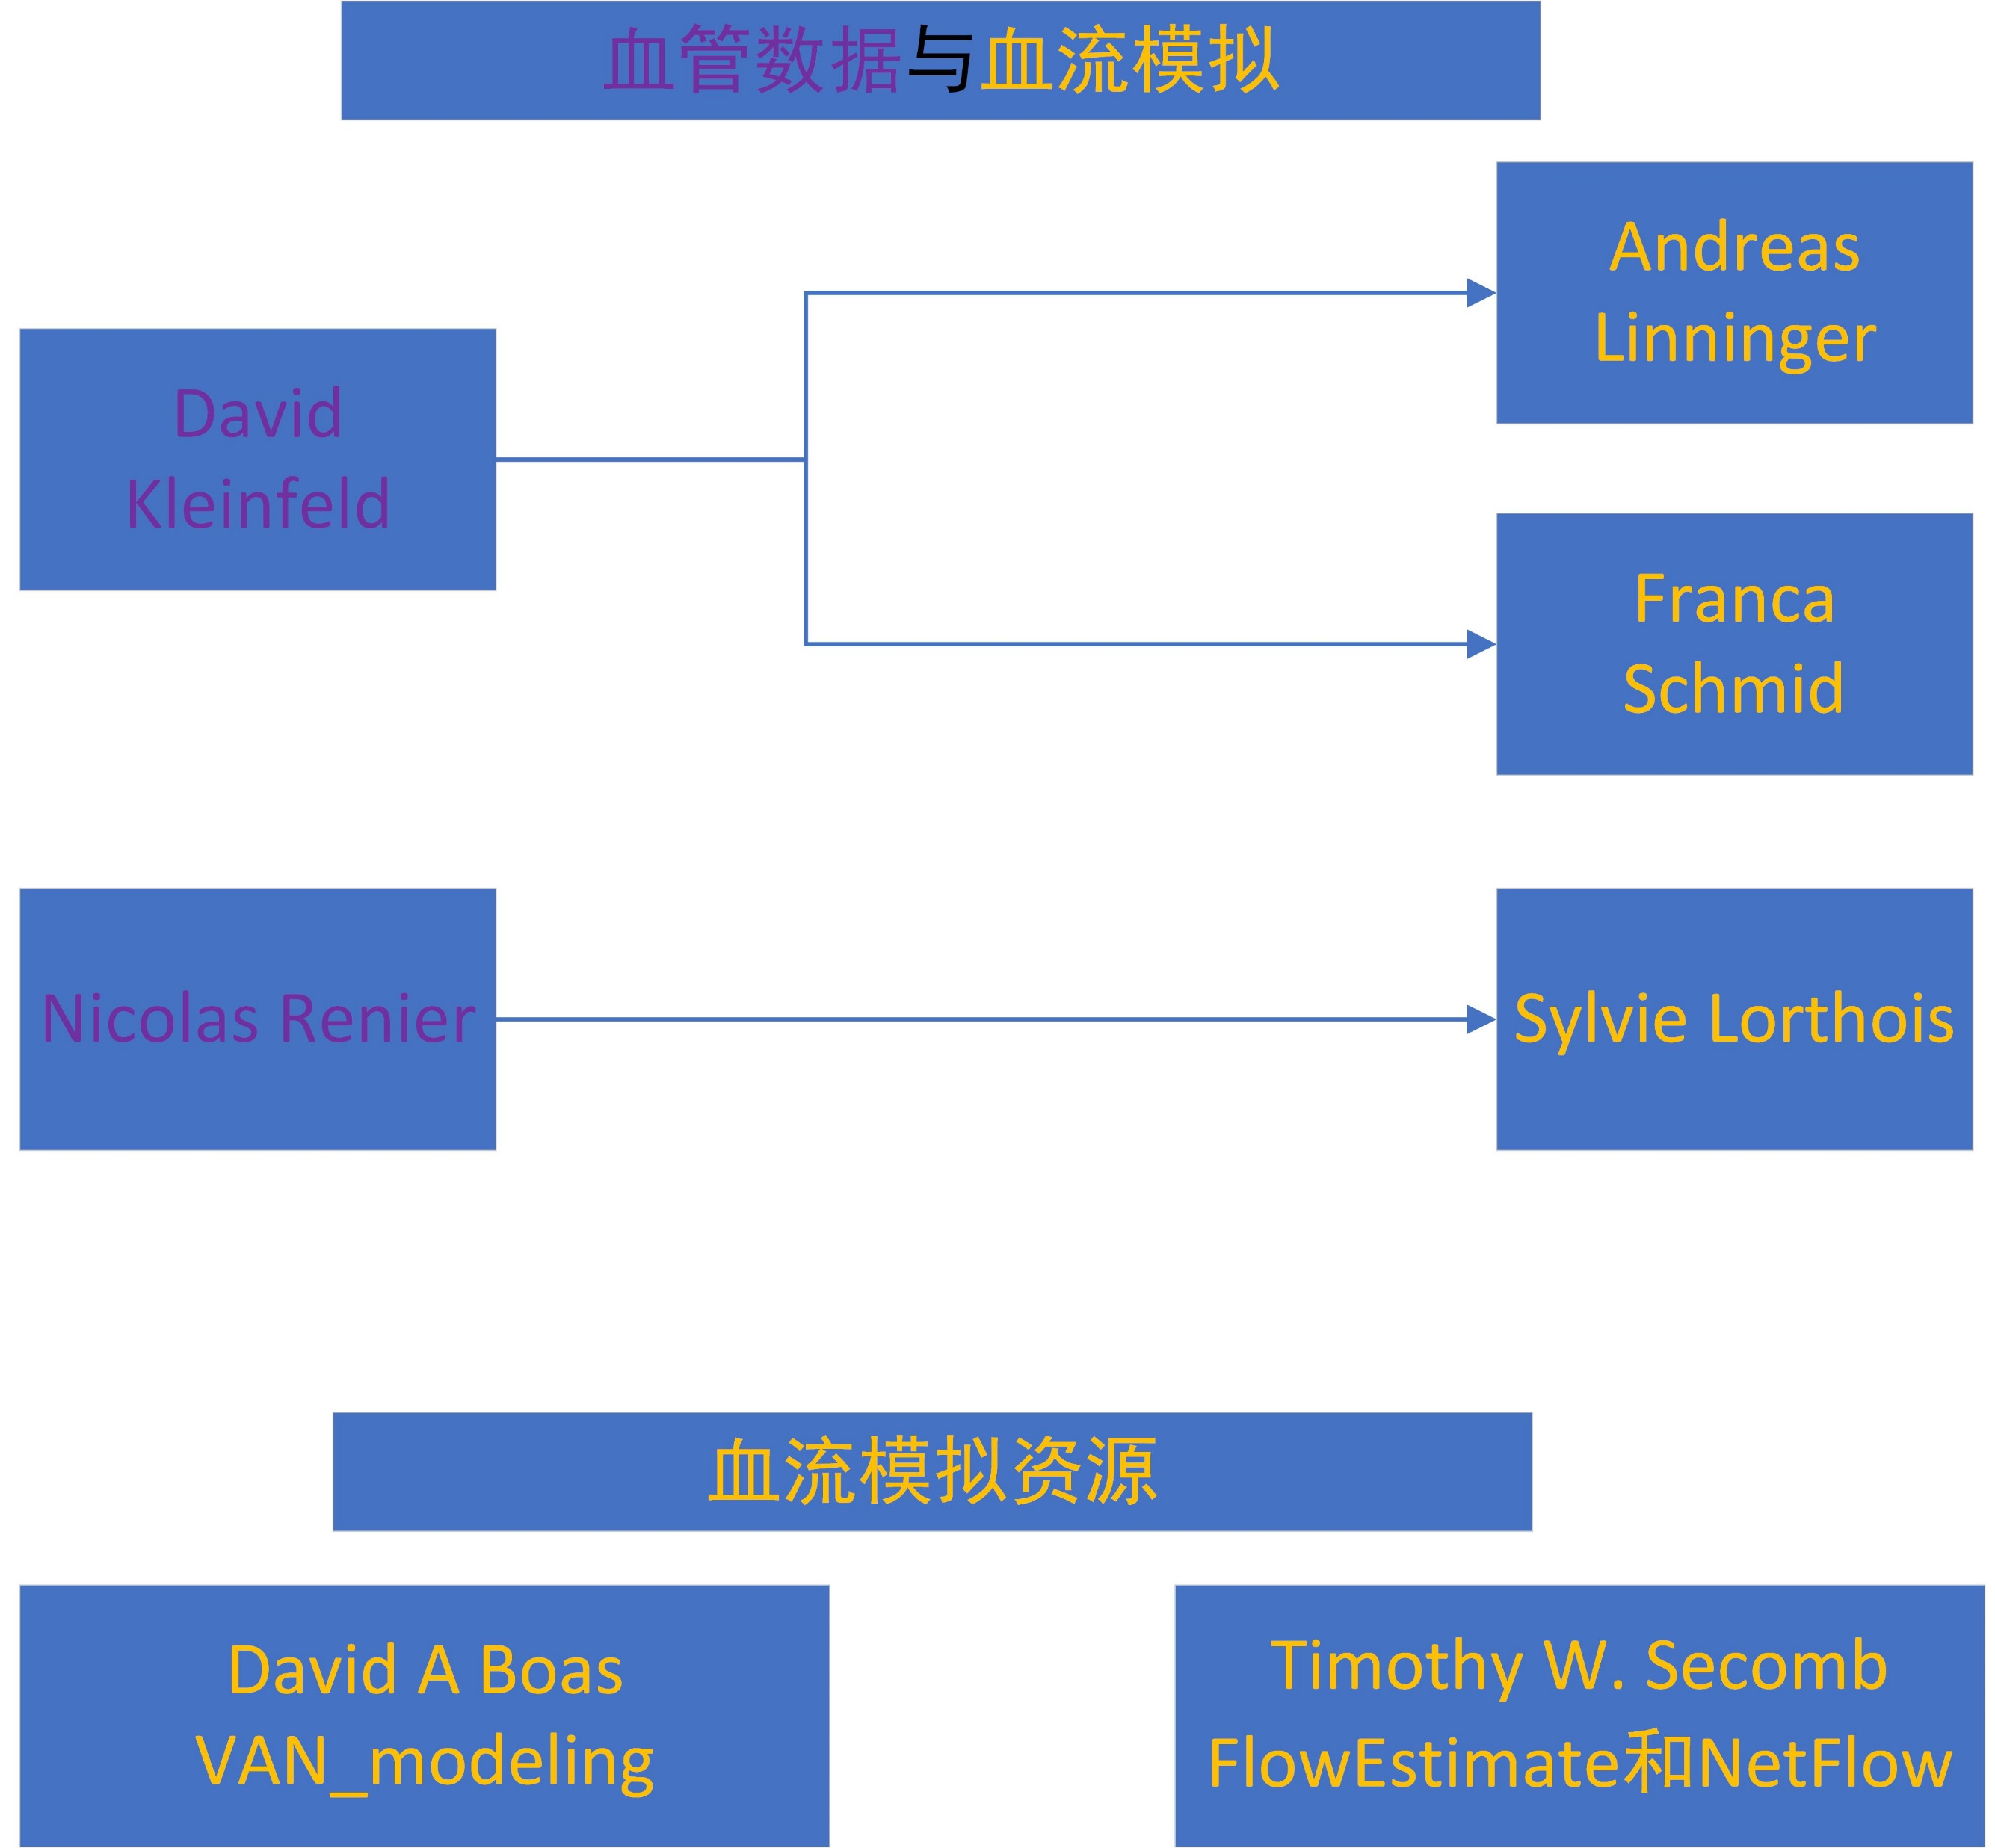 血管数据与血流模拟
Andreas
Linninger
David
Kleinfeld
Franca
Schmid
Nicolas Renier
Sylvie Lorthois
血流模拟资源
David A Boas
VAN_modeling
Timothy W. Secomb
FlowEstimate和NetFlow